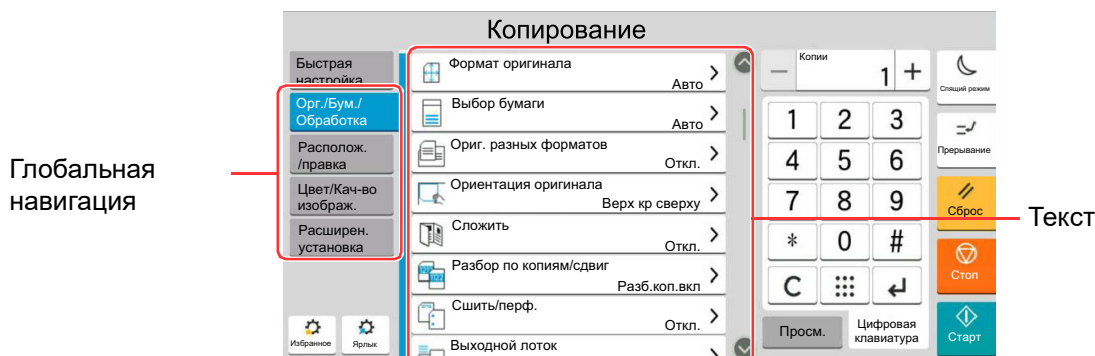 Копирование
Глобальная
навигация
Быстрая
настройка
Орг./Бум./
Обработка
Располож.
/правка
Цвет/Кач-во
изображ.
Расширен.
установка
Избранное
Ярлык
Формат оригинала
Авто
Выбор бумаги
Авто
Ориг. разных форматов
Откл.
Ориентация оригинала
Верх кр сверху
Сложить
Откл.
Разбор по копиям/сдвиг
Разб.коп.вкл
Сшить/перф.
Откл.
Выходной лоток
Копии
− 1 +
1 2 3
4 5 6
7 8 9
* 0 #
C
Просм.
Цифровая
клавиатура
Спящий режим
Прерывание
Сброс
Стоп
Старт
Текст